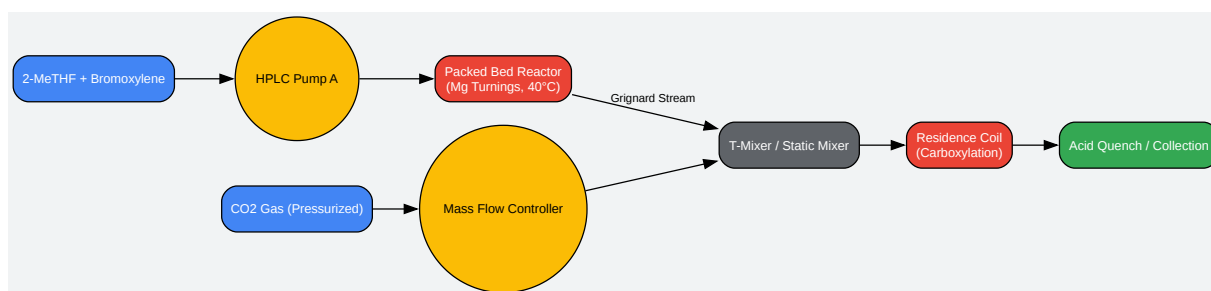 2-MeTHF + Bromoxylene
HPLC Pump A
Packed Bed Reactor
(Mg Turnings, 40°C)
Grignard Stream
CO2 Gas (Pressurized)
Mass Flow Controller
T-Mixer / Static Mixer
Residence Coil
(Carboxylation)
Acid Quench / Collection